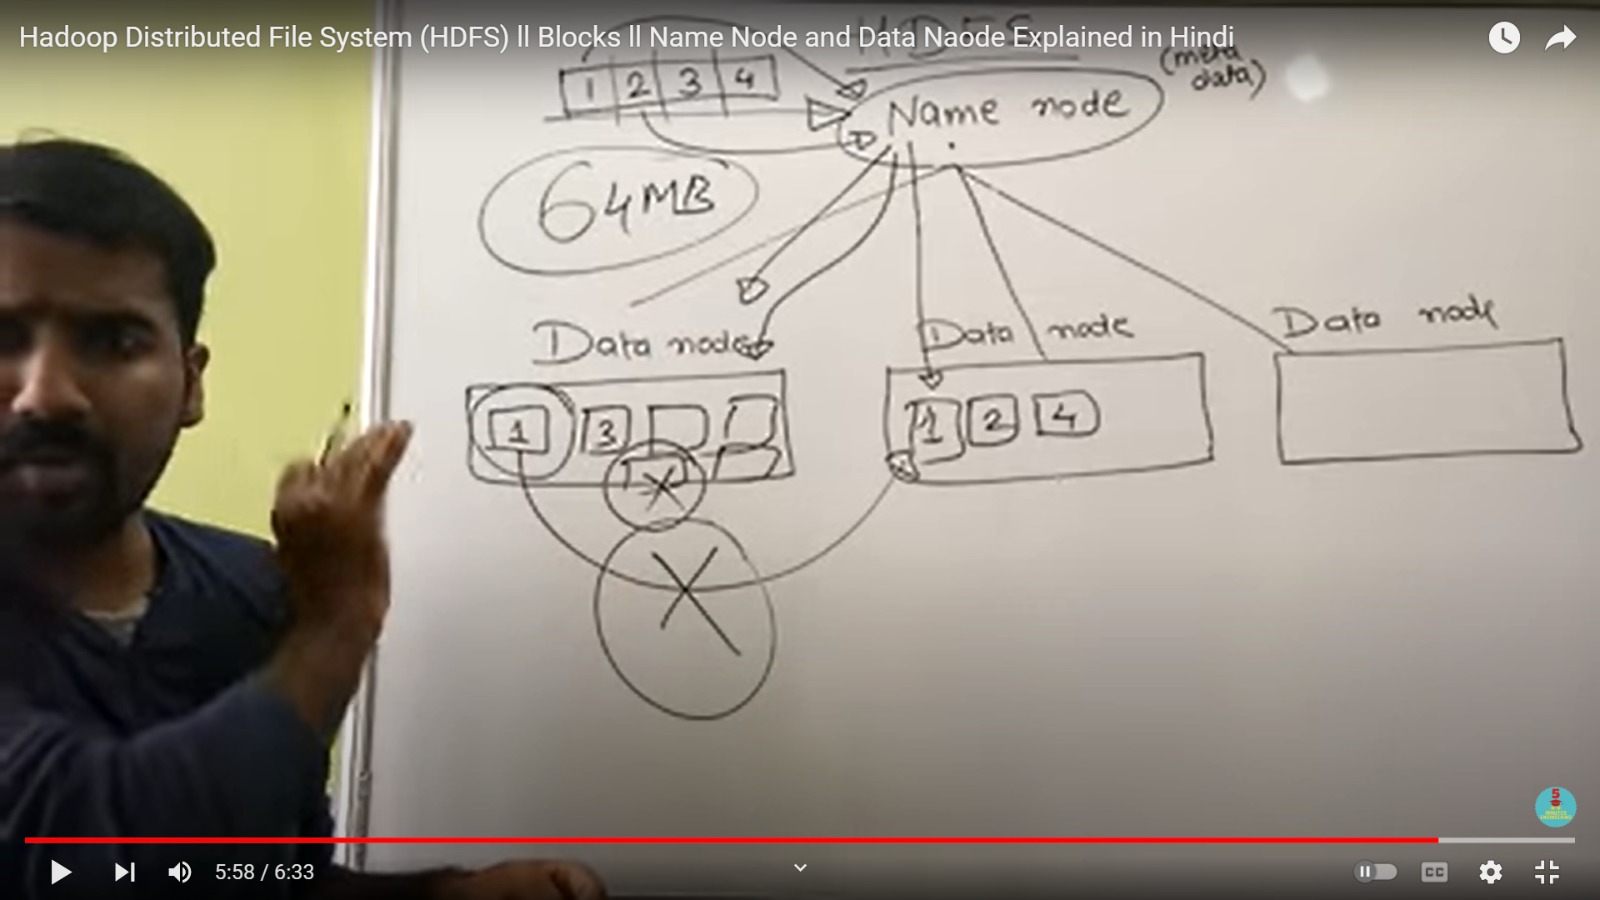 Hadoop Distributed File System (HDFS) ll Blocks ll Name Node and Data Naode Explained in Hindi
HDFS
(meta data)
1 2 3 4
Name node
64MB
Data node
Data node
Data node
1 3
1 2 4
5
5:58 / 6:33
CC